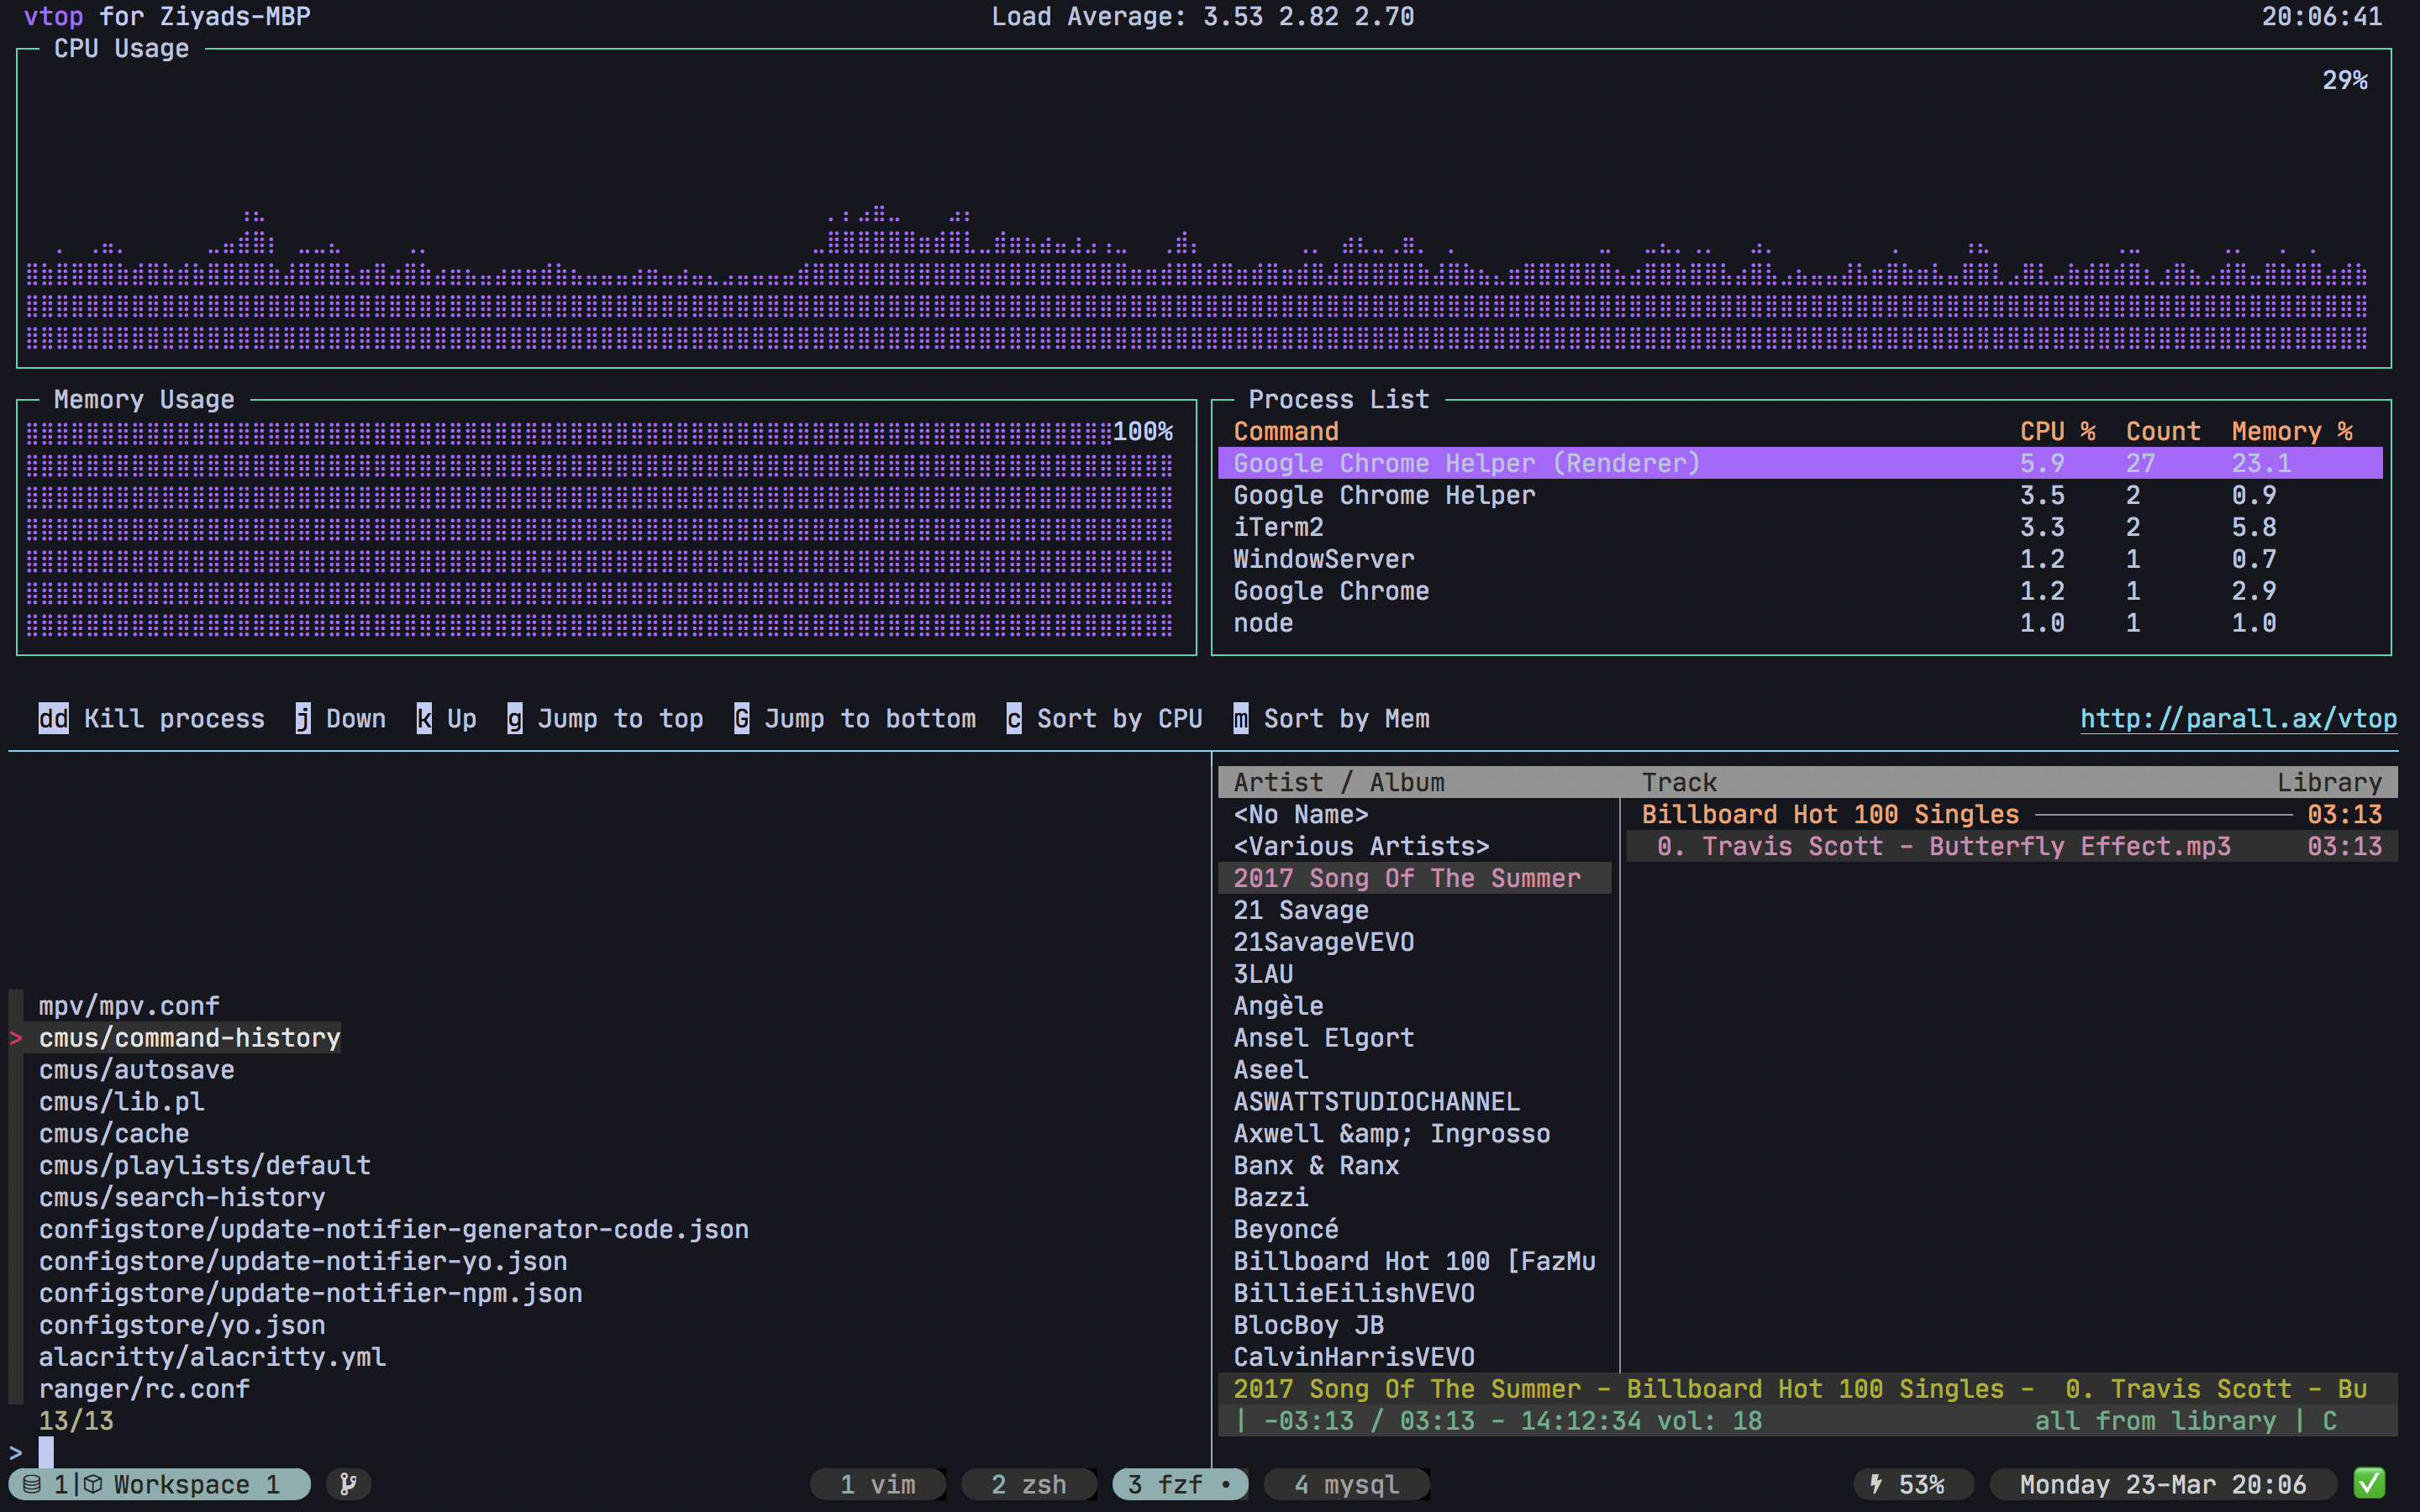 vtop for Ziyads-MBP Load Average: 3.53 2.82 2.70 20:06:41
CPU Usage
29%
Memory Usage
100%
Process List
Command CPU % Count Memory %
Google Chrome Helper (Renderer) 5.9 27 23.1
Google Chrome Helper 3.5 2 0.9
iTerm2 3.3 2 5.8
WindowServer 1.2 1 0.7
Google Chrome 1.2 1 2.9
node 1.0 1 1.0
dd Kill process j Down k Up g Jump to top G Jump to bottom c Sort by CPU m Sort by Mem http://parall.ax/vtop
mpv/mpv.conf
> cmus/command-history
cmus/autosave
cmus/lib.pl
cmus/cache
cmus/playlists/default
cmus/search-history
configstore/update-notifier-generator-code.json
configstore/update-notifier-yo.json
configstore/update-notifier-npm.json
configstore/yo.json
alacritty/alacritty.yml
ranger/rc.conf
13/13
>
Artist / Album Track Library
<No Name>
<Various Artists>
2017 Song Of The Summer
21 Savage
21SavageVEVO
3LAU
Angèle
Ansel Elgort
Aseel
ASWATTSTUDIOCHANNEL
Axwell &amp; Ingrosso
Banx & Ranx
Bazzi
Beyoncé
Billboard Hot 100 [FazMu
BillieEilishVEVO
BlocBoy JB
CalvinHarrisVEVO
Billboard Hot 100 Singles 03:13
0. Travis Scott - Butterfly Effect.mp3 03:13
2017 Song Of The Summer - Billboard Hot 100 Singles - 0. Travis Scott - Bu
| -03:13 / 03:13 - 14:12:34 vol: 18 all from library | C
1| Workspace 1 1 vim 2 zsh 3 fzf • 4 mysql 53% Monday 23-Mar 20:06